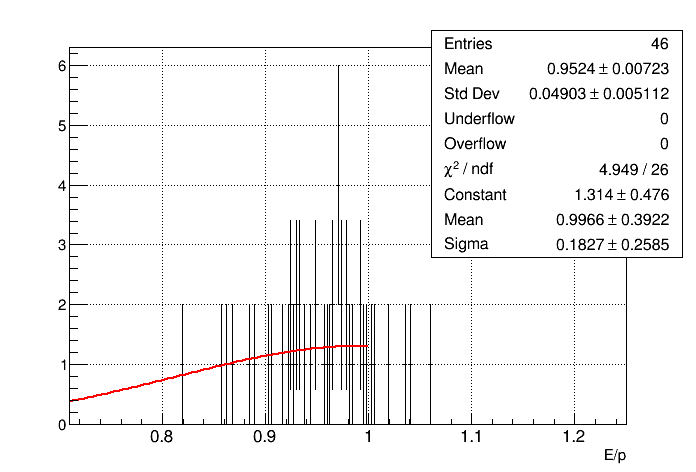 Entries 46
Mean 0.9524 ± 0.00723
Std Dev 0.04903 ± 0.005112
Underflow 0
Overflow 0
χ² / ndf 4.949 / 26
Constant 1.314 ± 0.476
Mean 0.9966 ± 0.3922
Sigma 0.1827 ± 0.2585
6
5
4
3
2
1
0
0.8 0.9 1 1.1 1.2
E/p